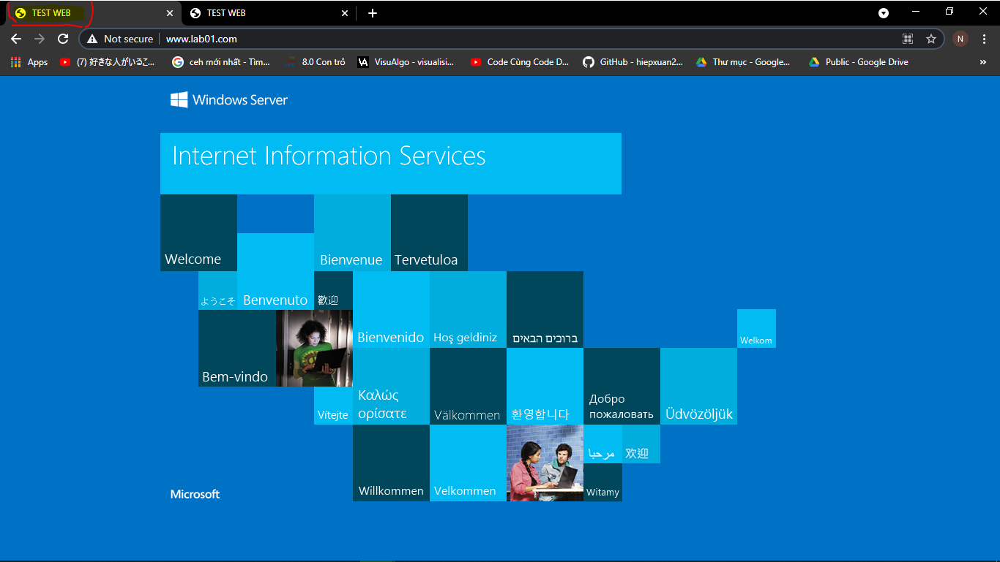 TEST WEB
TEST WEB
Not secure
www.lab01.com
N
Apps
(7) 好きな人がいるこ...
ceh mới nhất - Tìm...
8.0 Con trỏ
VA
VisuAlgo - visualisi...
Code Cùng Code D...
GitHub - hiepxuan2...
Thư mục - Google...
Public - Google Drive
»
Windows Server
Internet Information Services
Welcome
Bienvenue
Tervetuloa
ようこそ
Benvenuto
歡迎
Bienvenido
Hoş geldiniz
ברוכים הבאים
Welkom
Bem-vindo
Vítejte
Καλώς
ορίσατε
Välkommen
환영합니다
Добро
пожаловать
Üdvözöljük
Willkommen
Velkommen
مرحبا
欢迎
Witamy
Microsoft